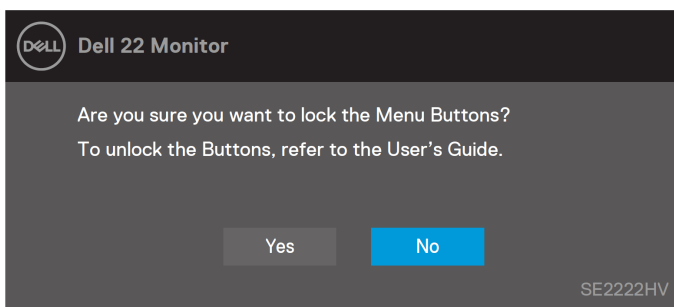 DELL Dell 22 Monitor
Are you sure you want to lock the Menu Buttons?
To unlock the Buttons, refer to the User’s Guide.
Yes No
SE2222HV